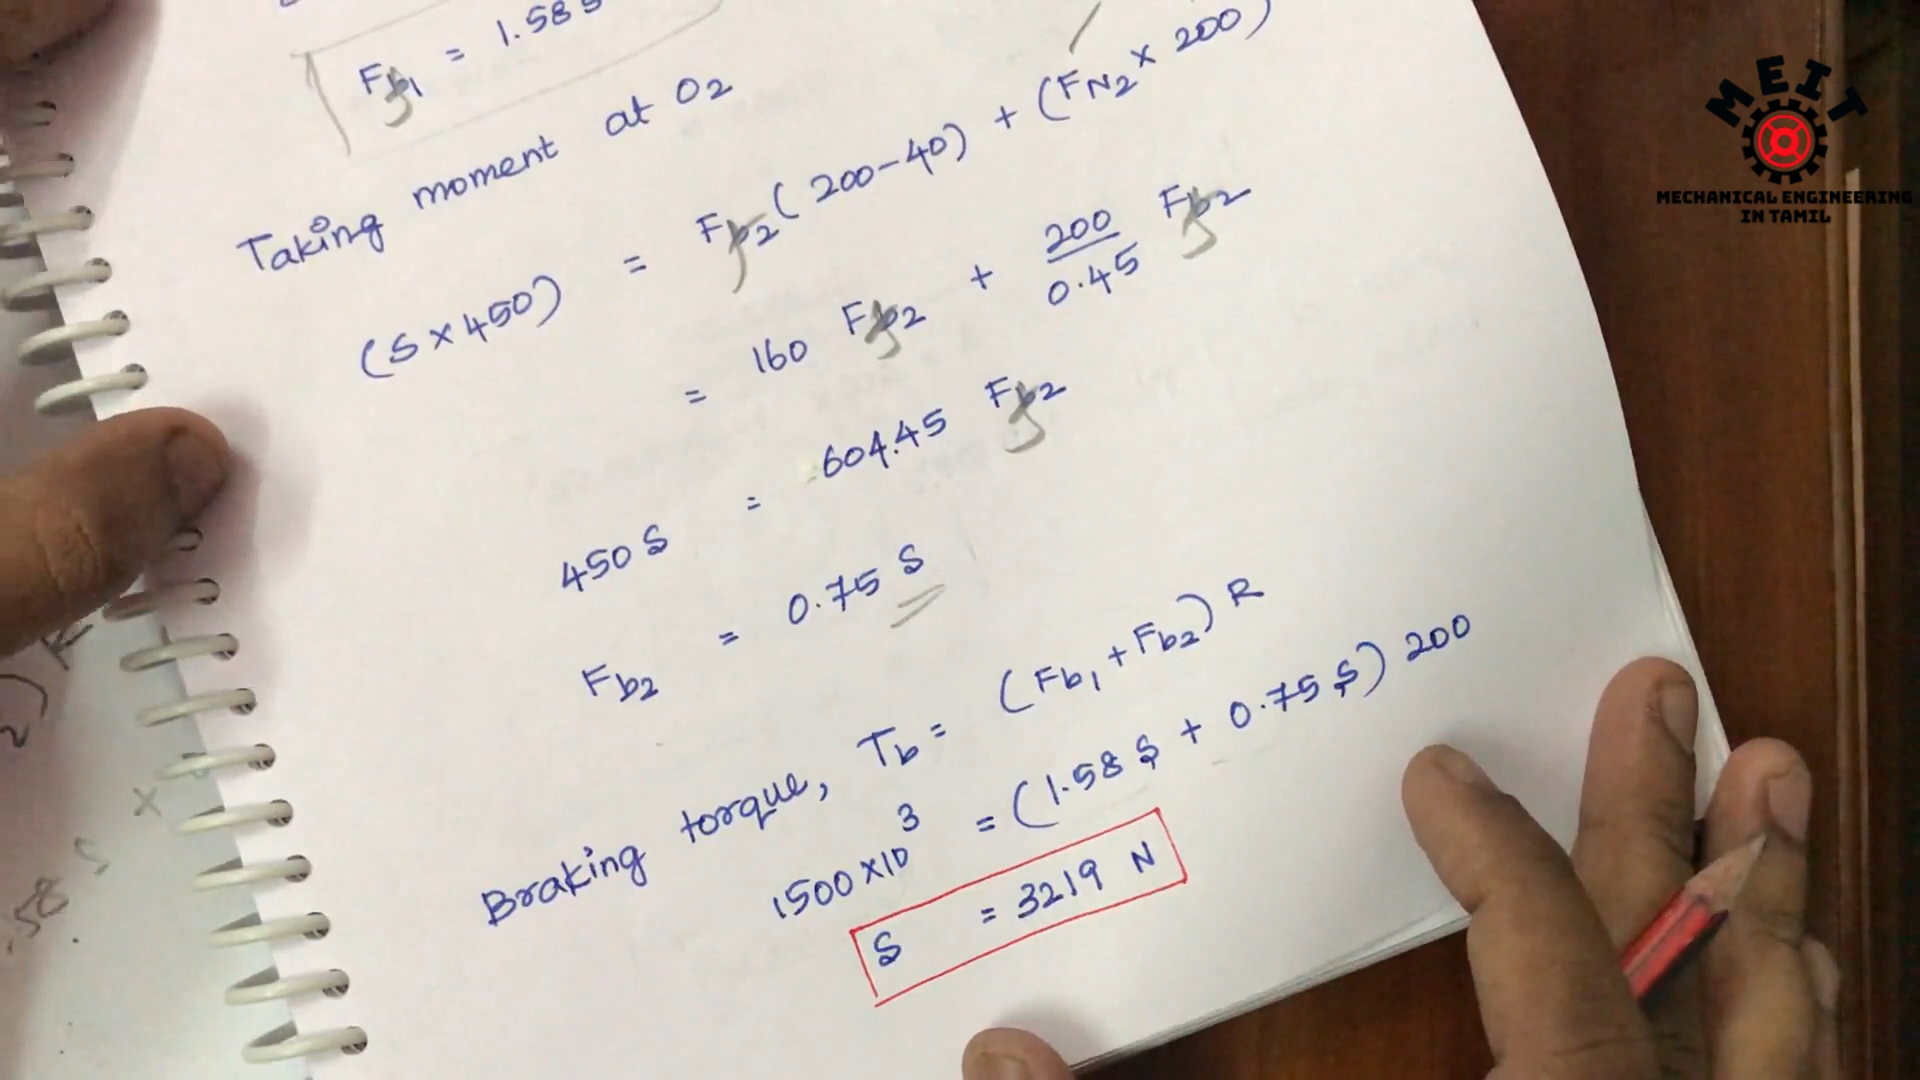 Fb1 = 1.58 S
Taking moment at O2
(S × 450) = Fb2 (200-40) + (FN2 × 200)
= 160 Fb2 + 200/0.45 Fb2
450 S = 604.45 Fb2
Fb2 = 0.75 S
Braking torque, Tb = (Fb1 + Fb2) R
1500 × 10^3 = (1.58 S + 0.75 S) 200
S = 3219 N
MEIT
MECHANICAL ENGINEERING
IN TAMIL